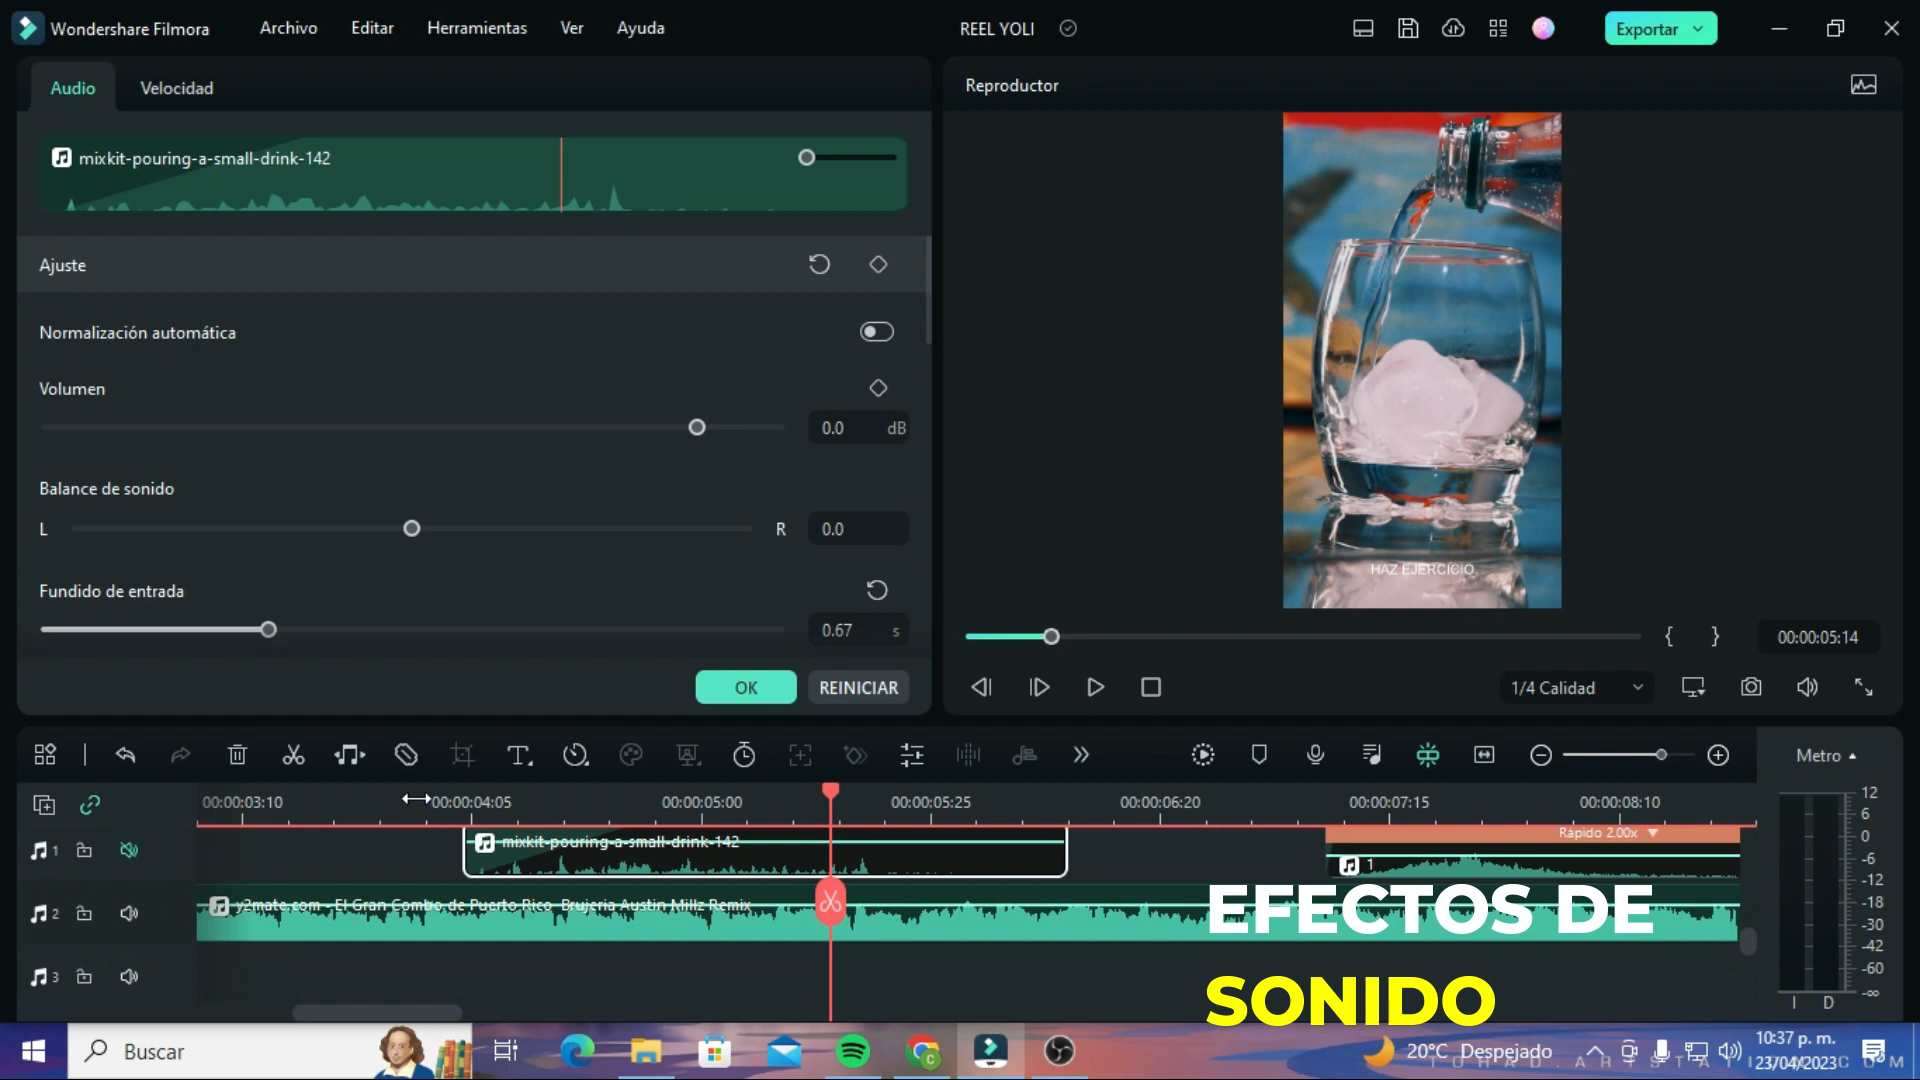 Wondershare Filmora
Archivo
Editar
Herramientas
Ver
Ayuda
REEL YOLI
Exportar
Audio
Velocidad
Reproductor
mixkit-pouring-a-small-drink-142
Ajuste
Normalización automática
Volumen
0.0 dB
Balance de sonido
L
R
0.0
Fundido de entrada
0.67 s
OK
REINICIAR
HAZ EJERCICIO
00:00:05:14
1/4 Calidad
Metro
00:00:03:10
00:00:04:05
00:00:05:00
00:00:05:25
00:00:06:20
00:00:07:15
00:00:08:10
12
6
0
-6
-12
-18
-30
-42
-60
-∞
I D
1
mixkit-pouring-a-small-drink-142
Rápido 2.00x
1
2
y2mate.com - El Gran Combo de Puerto Rico Brujeria Austin Millz Remix
3
EFECTOS DE
SONIDO
Buscar
20°C Despejado
10:37 p. m.
23/04/2023